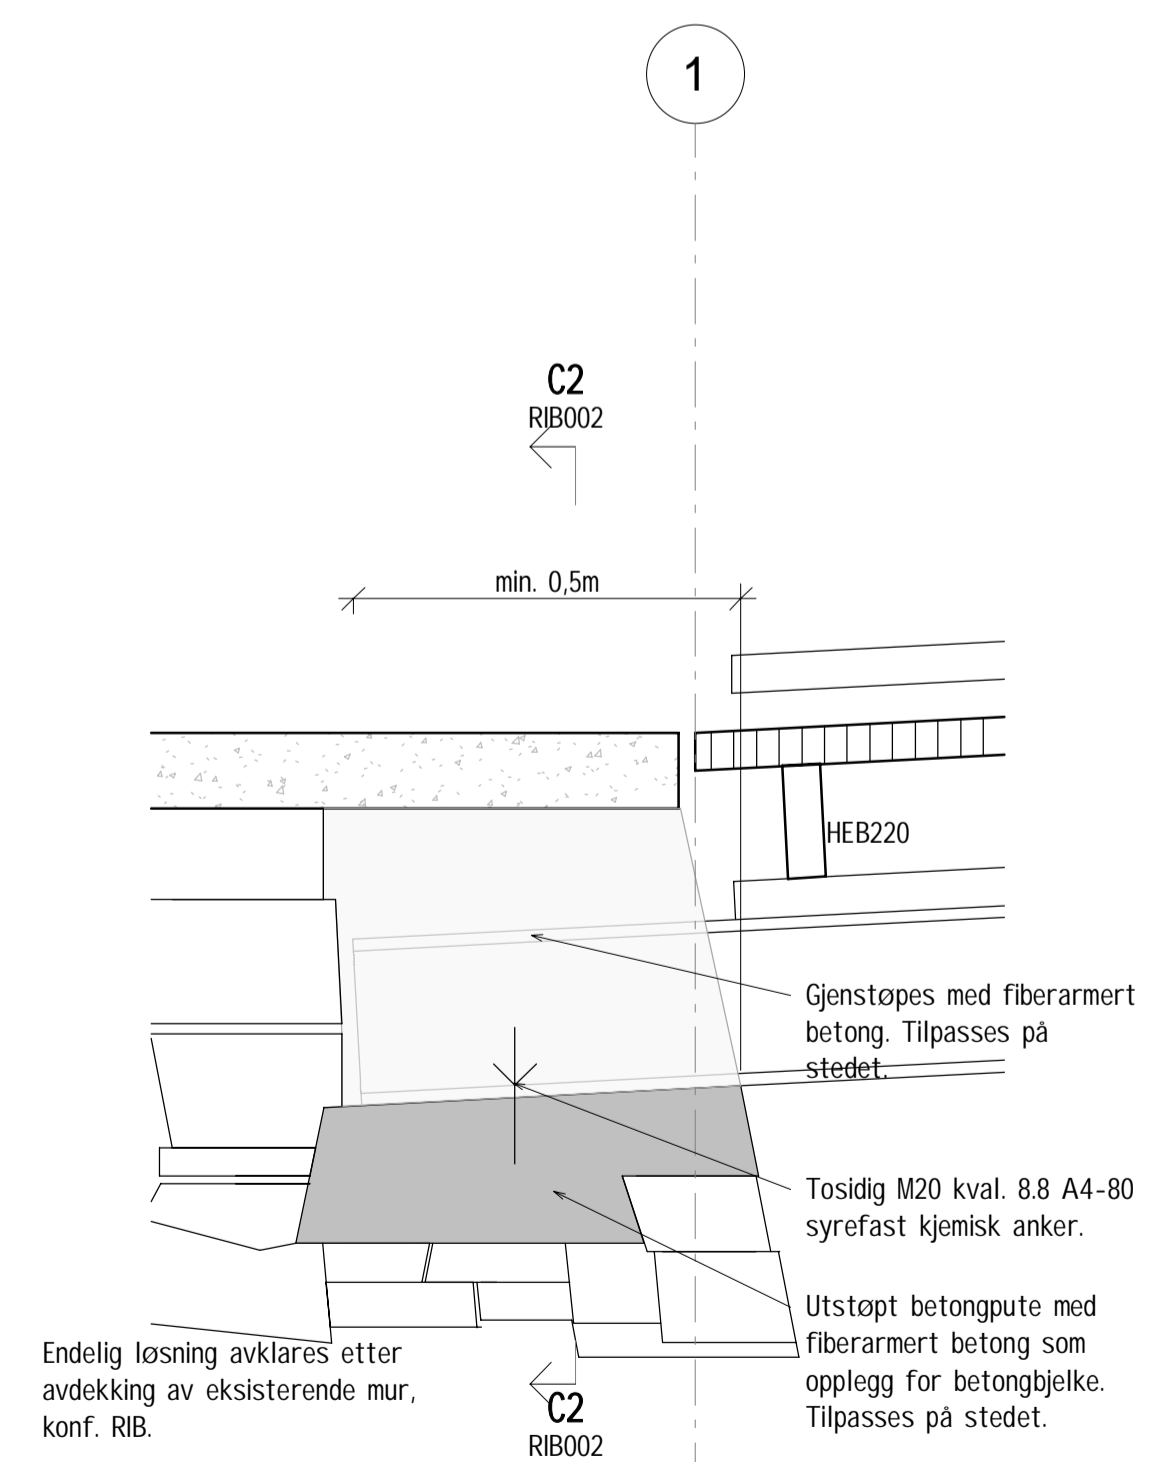 1
C2
RIB002
min. 0,5m
HEB220
Gjenstøpes med fiberarmert
betong. Tilpasses på
stedet.
Tosidig M20 kval. 8.8 A4-80
syrefast kjemisk anker.
Utstøpt betongpute med
fiberarmert betong som
opplegg for betongbjelke.
Tilpasses på stedet.
Endelig løsning avklares etter
avdekking av eksisterende mur,
konf. RIB.
C2
RIB002